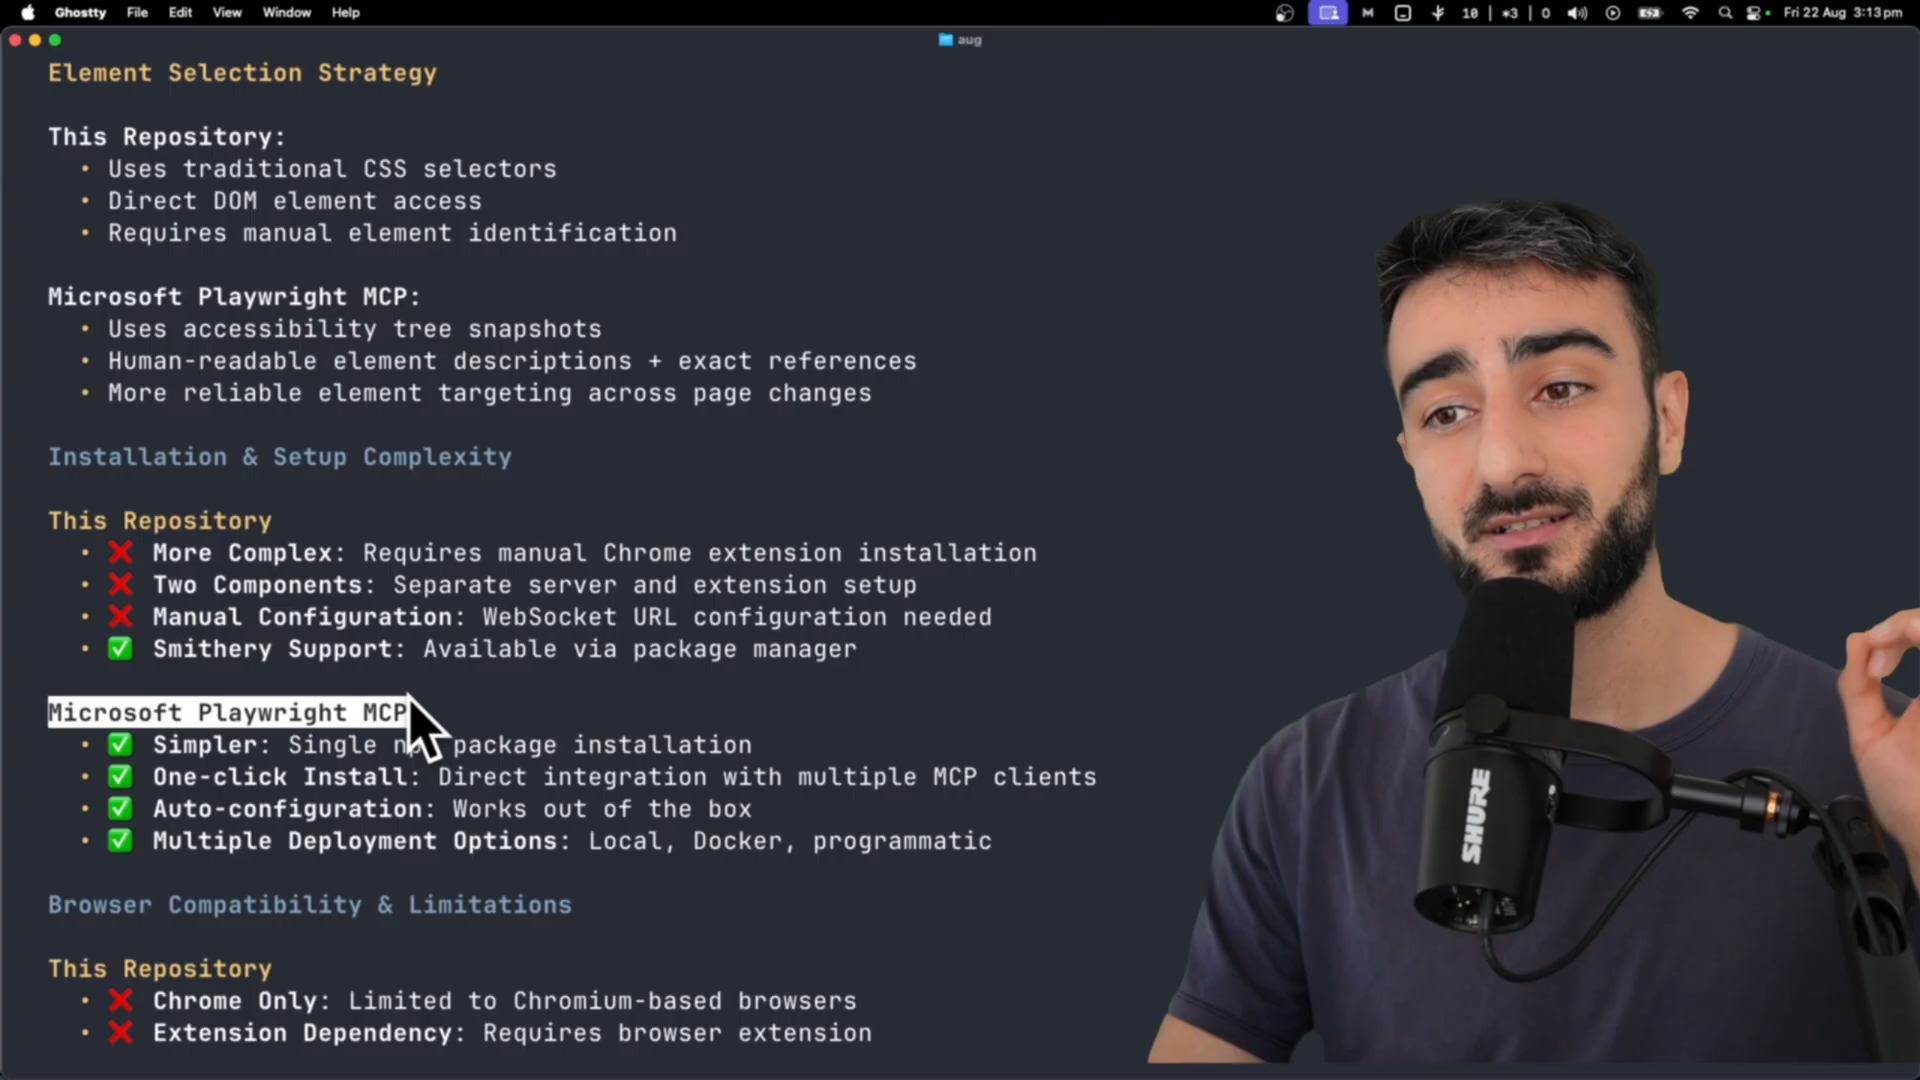 Ghostty File Edit View Window Help
10 | *3 | 0 Fri 22 Aug 3:13 pm
aug
Element Selection Strategy
This Repository:
• Uses traditional CSS selectors
• Direct DOM element access
• Requires manual element identification
Microsoft Playwright MCP:
• Uses accessibility tree snapshots
• Human-readable element descriptions + exact references
• More reliable element targeting across page changes
Installation & Setup Complexity
This Repository
• ❌ More Complex: Requires manual Chrome extension installation
• ❌ Two Components: Separate server and extension setup
• ❌ Manual Configuration: WebSocket URL configuration needed
• ✅ Smithery Support: Available via package manager
Microsoft Playwright MCP
• ✅ Simpler: Single package installation
• ✅ One-click Install: Direct integration with multiple MCP clients
• ✅ Auto-configuration: Works out of the box
• ✅ Multiple Deployment Options: Local, Docker, programmatic
Browser Compatibility & Limitations
This Repository
• ❌ Chrome Only: Limited to Chromium-based browsers
• ❌ Extension Dependency: Requires browser extension
SHURE